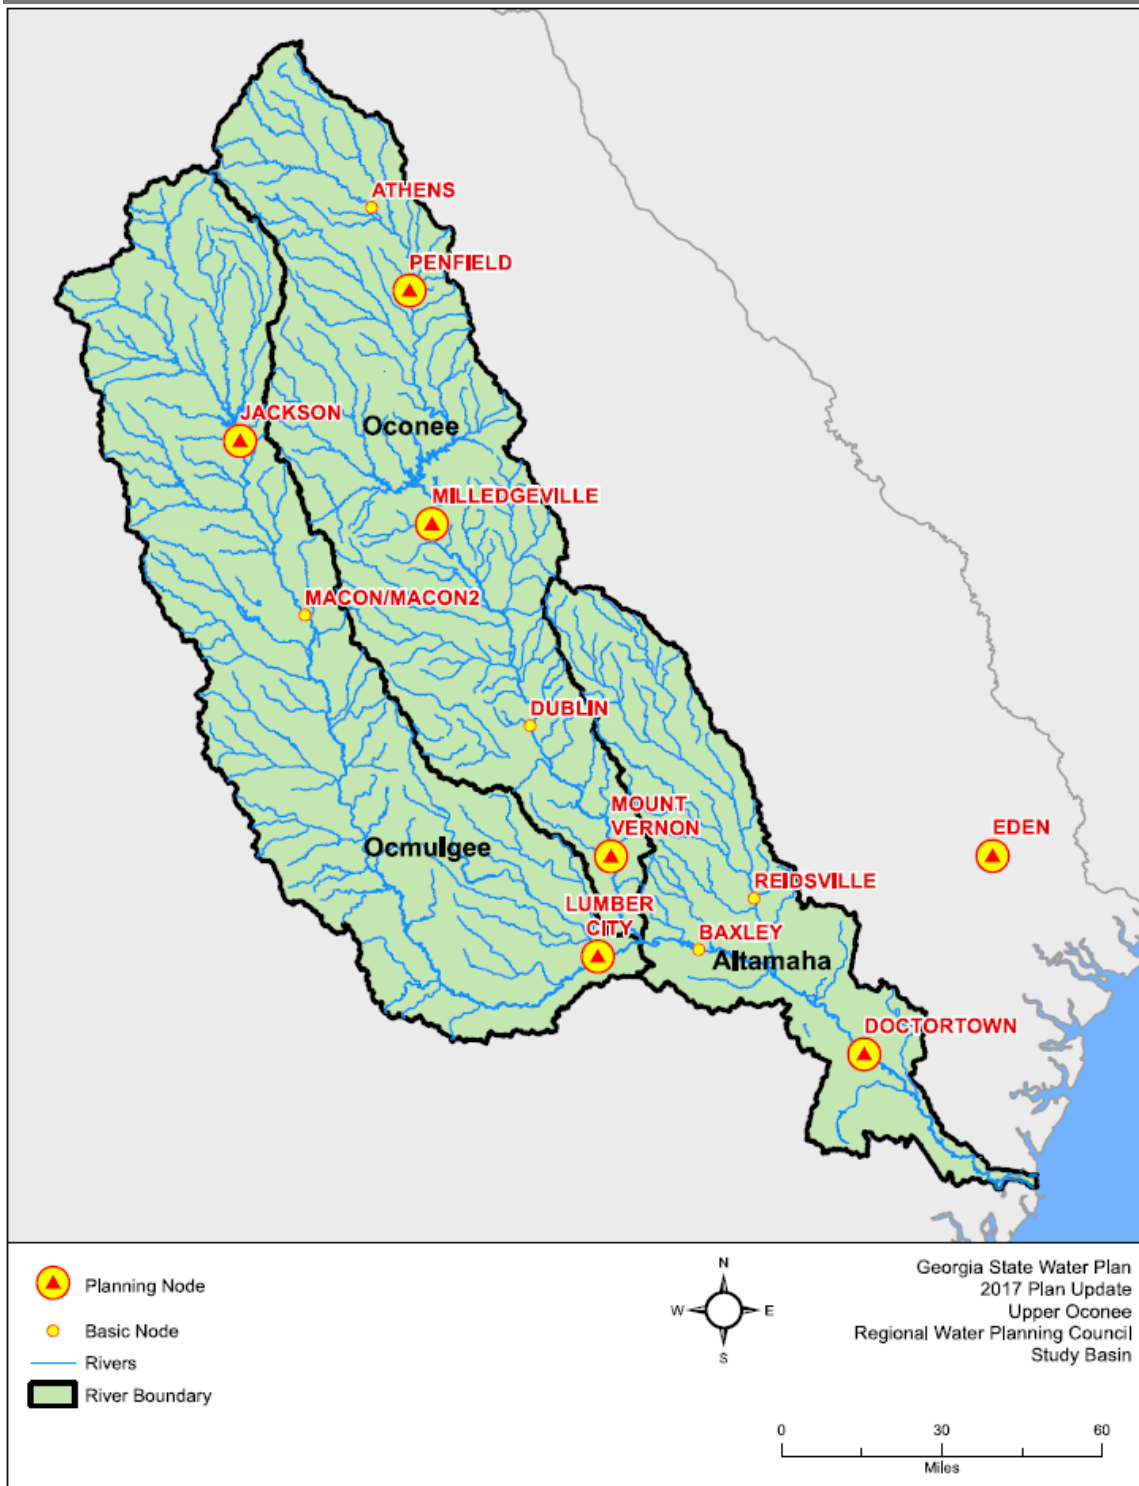 ATHENS
PENFIELD
JACKSON
Oconee
MILLEDGEVILLE
MACON/MACON2
DUBLIN
MOUNT
VERNON
EDEN
Ocmulgee
REIDSVILLE
LUMBER
CITY
BAXLEY
Altamaha
DOCTORTOWN
Planning Node
Basic Node
Rivers
River Boundary
N
W E
S
Georgia State Water Plan
2017 Plan Update
Upper Oconee
Regional Water Planning Council
Study Basin
0 30 60
Miles